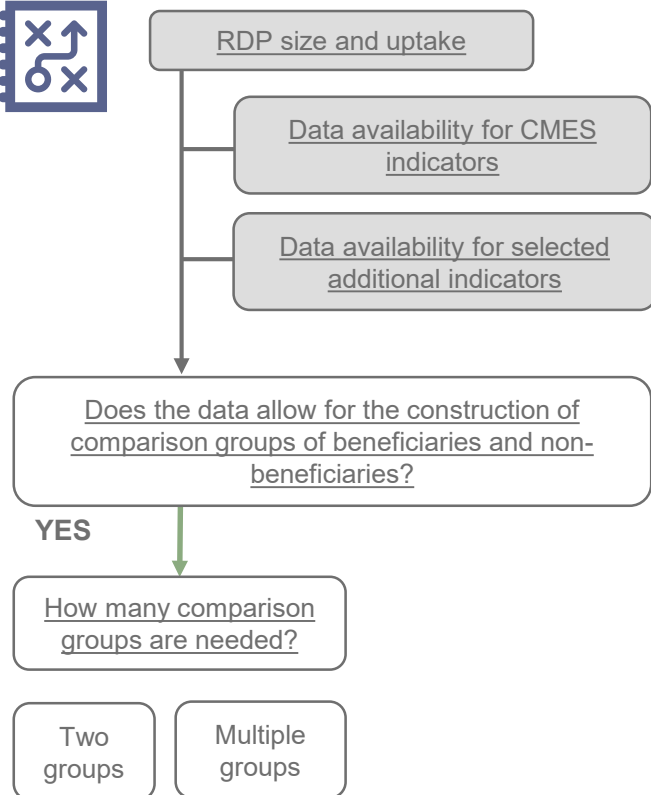 RDP size and uptake
Data availability for CMES
indicators
Data availability for selected
additional indicators
Does the data allow for the construction of
comparison groups of beneficiaries and non-
beneficiaries?
YES
How many comparison
groups are needed?
Two
groups
Multiple
groups